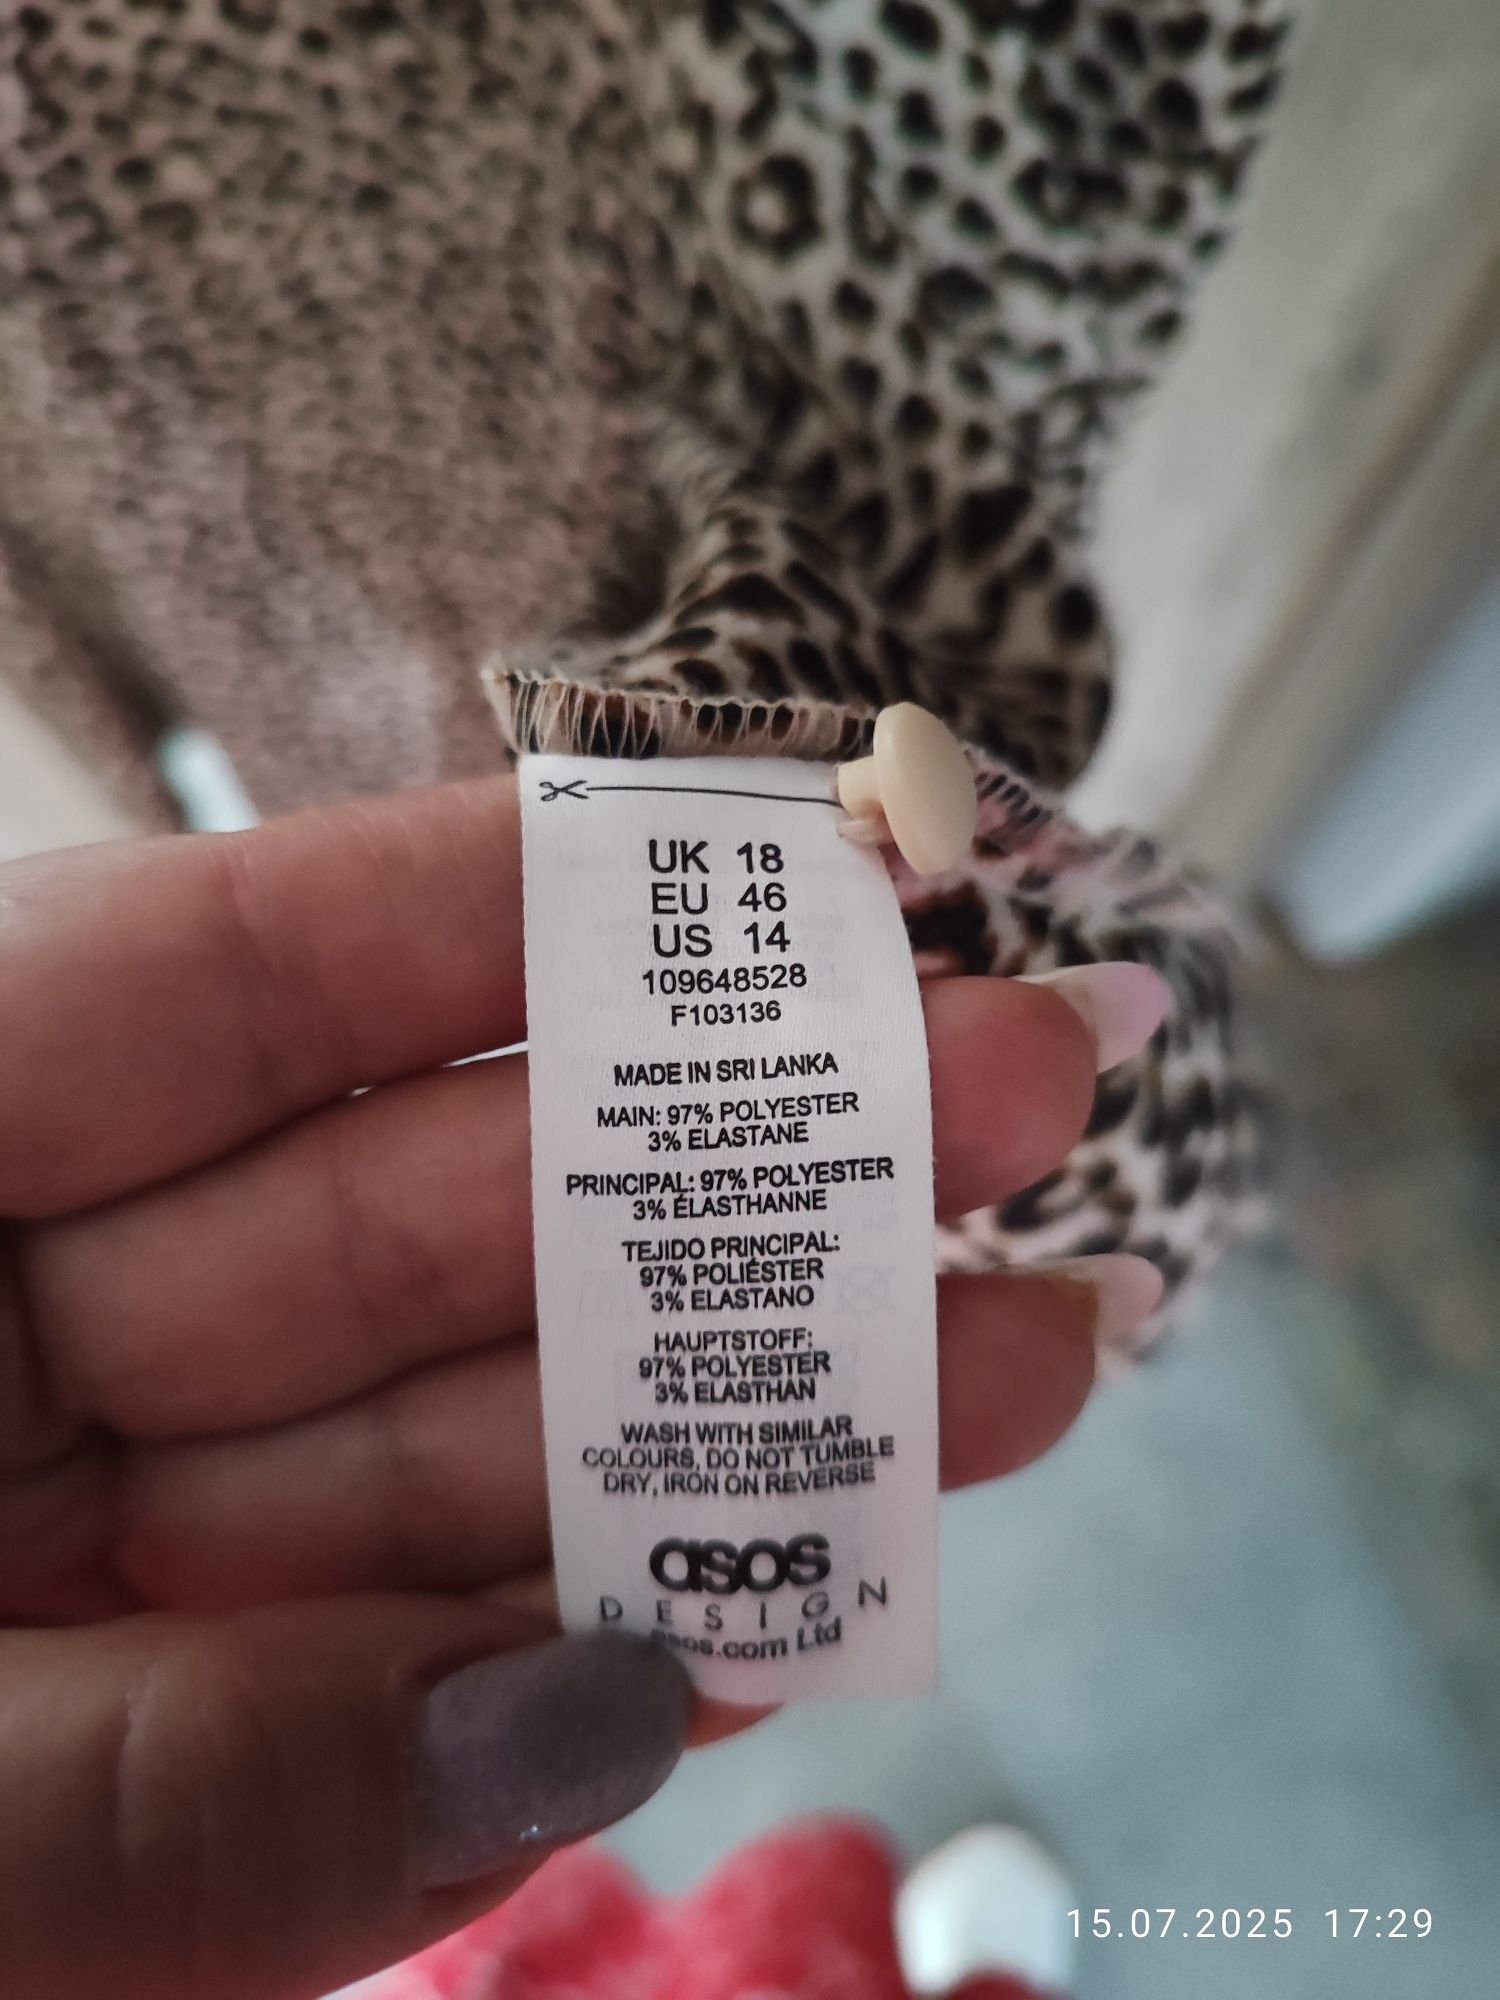 UK 18
EU 46
US 14
109648528
F103136
MADE IN SRI LANKA
MAIN: 97% POLYESTER
3% ELASTANE
PRINCIPAL: 97% POLYESTER
3% ÉLASTHANNE
TEJIDO PRINCIPAL:
97% POLIÉSTER
3% ELASTANO
HAUPTSTOFF:
97% POLYESTER
3% ELASTHAN
WASH WITH SIMILAR
COLOURS, DO NOT TUMBLE
DRY, IRON ON REVERSE
asos
DESIGN
asos.com Ltd
15.07.2025 17:29